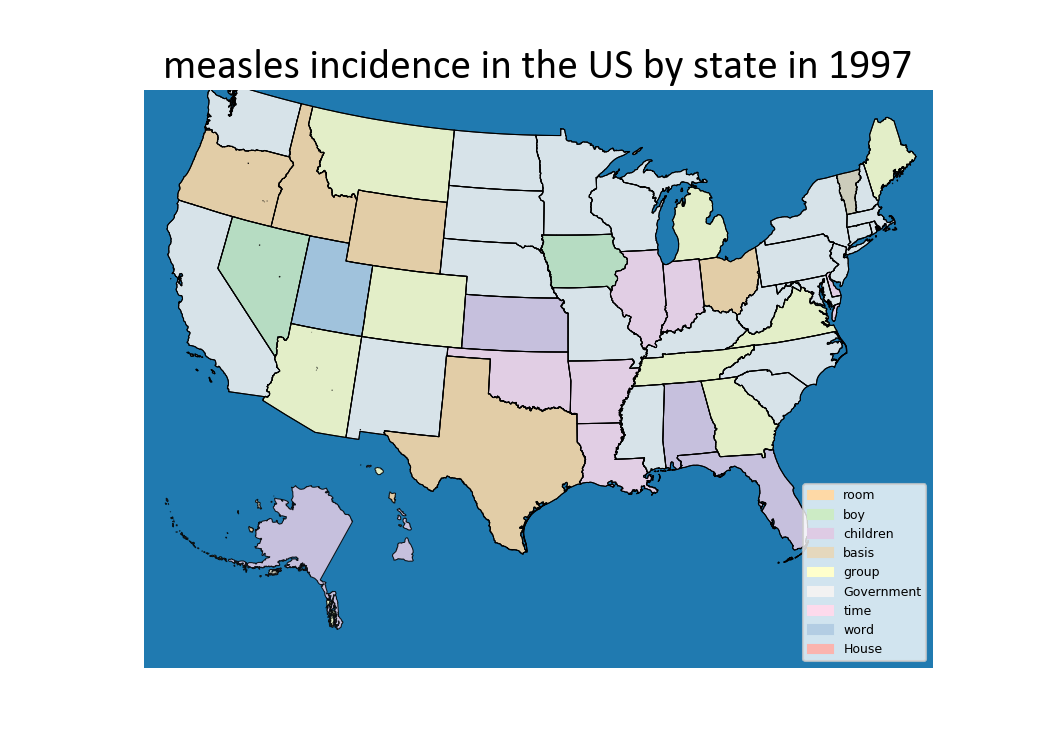 measles incidence in the US by state in 1997
room
boy
children
basis
group
Government
time
word
House